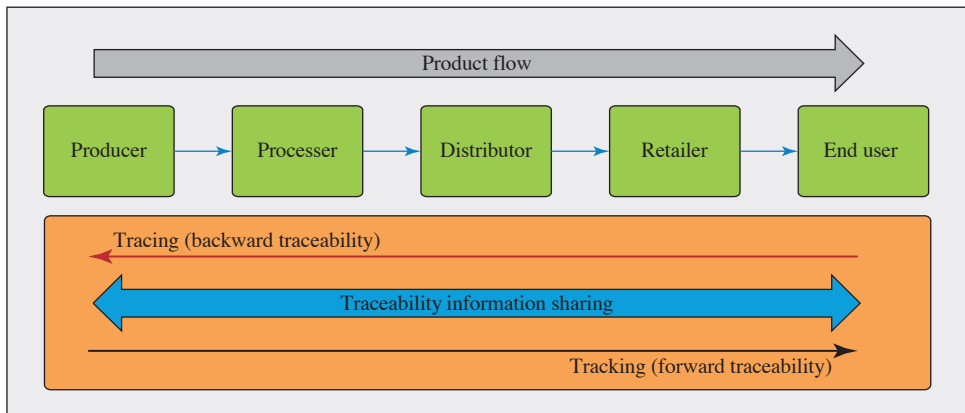 Product flow
Producer
Processer
Distributor
Retailer
End user
Tracing (backward traceability)
Traceability information sharing
Tracking (forward traceability)